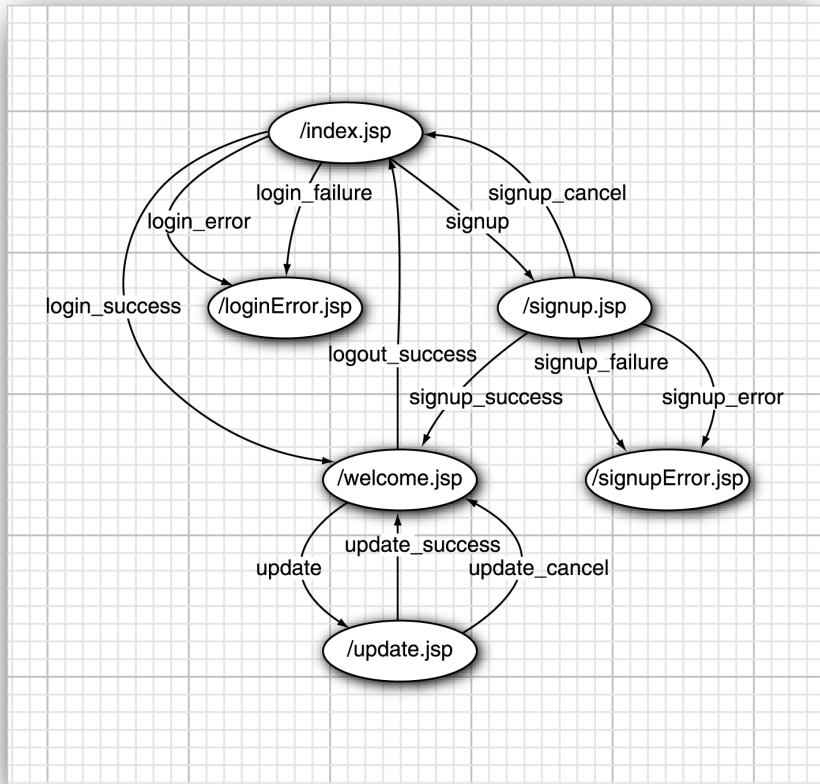 /index.jsp
login_failure
signup_cancel
login_error
signup
login_success
/loginError.jsp
/signup.jsp
logout_success
signup_failure
signup_success
signup_error
/welcome.jsp
/signupError.jsp
update_success
update
update_cancel
/update.jsp